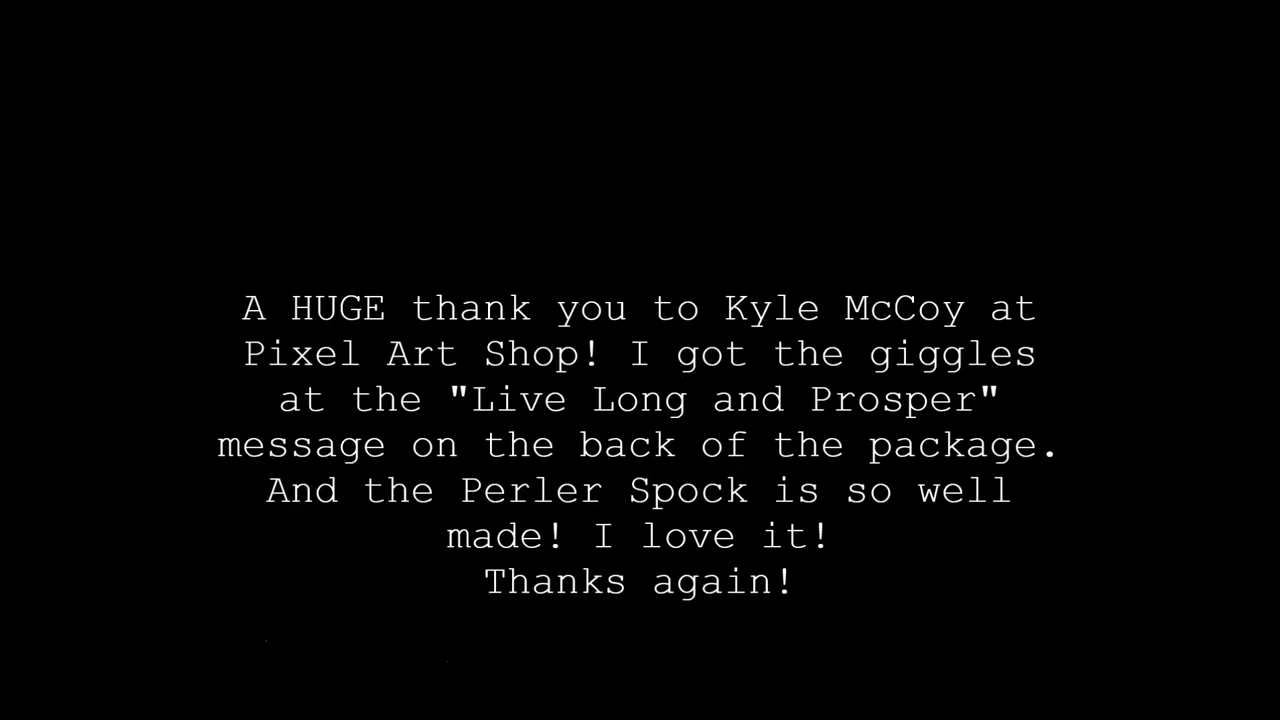 A HUGE thank you to Kyle McCoy at
Pixel Art Shop! I got the giggles
at the "Live Long and Prosper"
message on the back of the package.
And the Perler Spock is so well
made! I love it!
Thanks again!